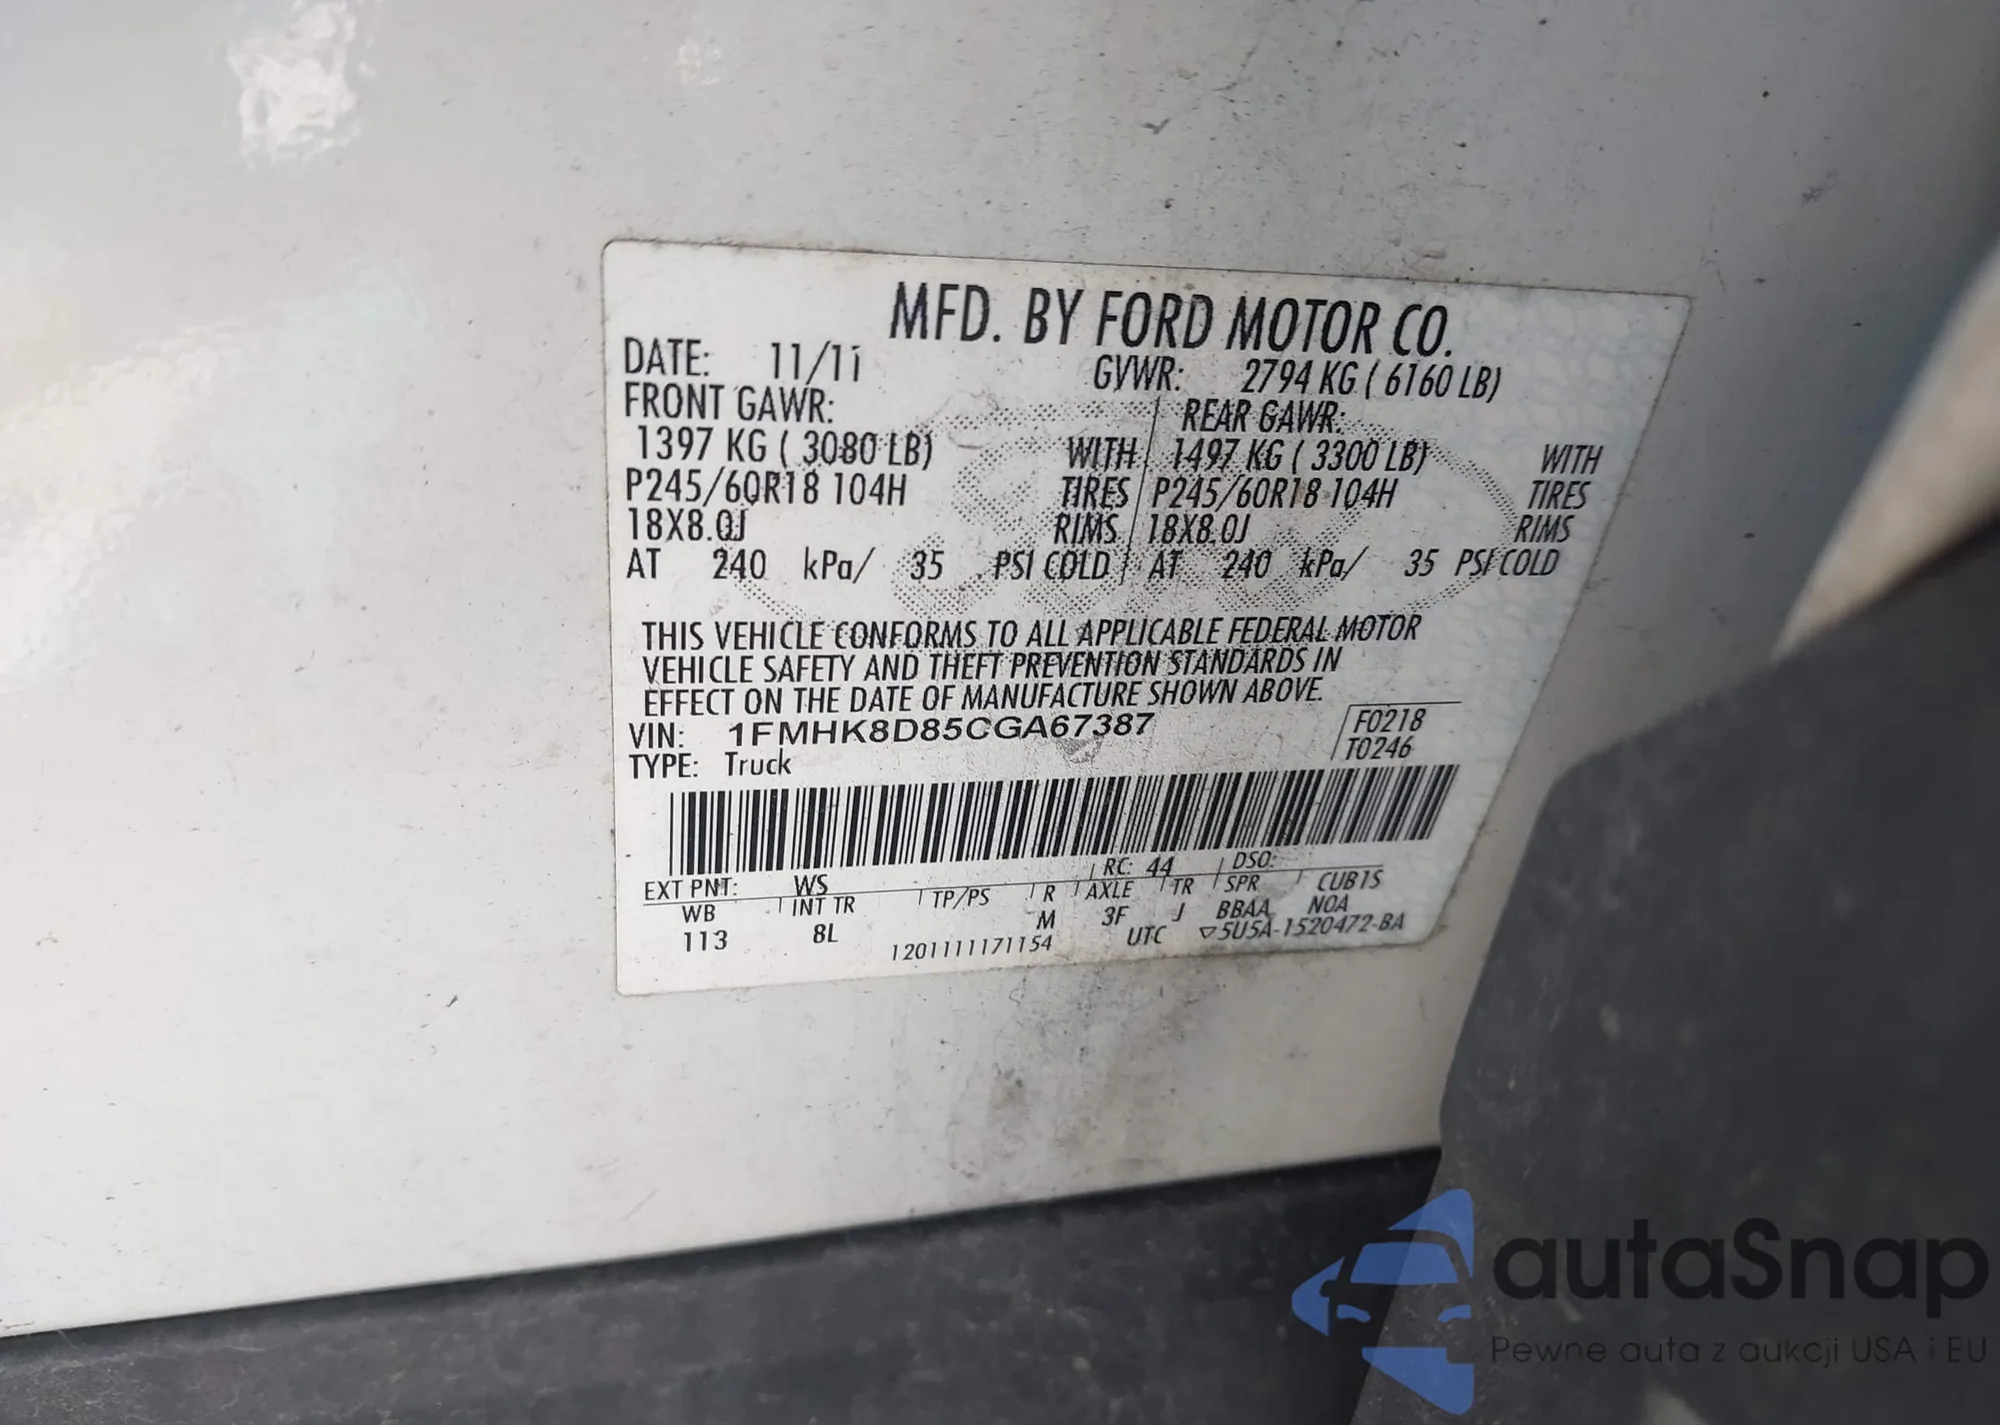 MFD. BY FORD MOTOR CO.
DATE: 11/11 GVWR: 2794 KG ( 6160 LB)
FRONT GAWR: REAR GAWR:
1397 KG ( 3080 LB) WITH 1497 KG ( 3300 LB) WITH
P245/60R18 104H TIRES P245/60R18 104H TIRES
18X8.0J RIMS 18X8.0J RIMS
AT 240 kPa/ 35 PSI COLD AT 240 kPa/ 35 PSI COLD
THIS VEHICLE CONFORMS TO ALL APPLICABLE FEDERAL MOTOR
VEHICLE SAFETY AND THEFT PREVENTION STANDARDS IN
EFFECT ON THE DATE OF MANUFACTURE SHOWN ABOVE.
VIN: 1FMHK8D85CGA67387 F0218
TYPE: Truck T0246
EXT PNT: WS RC: 44 DSO:
WB INT TR TP/PS R AXLE TR SPR CUB1S
113 8L M 3F J BBAA N0A
1201111171154 UTC ▽5U5A-1520472-BA
autaSnap
Pewne auta z aukcji USA i EU